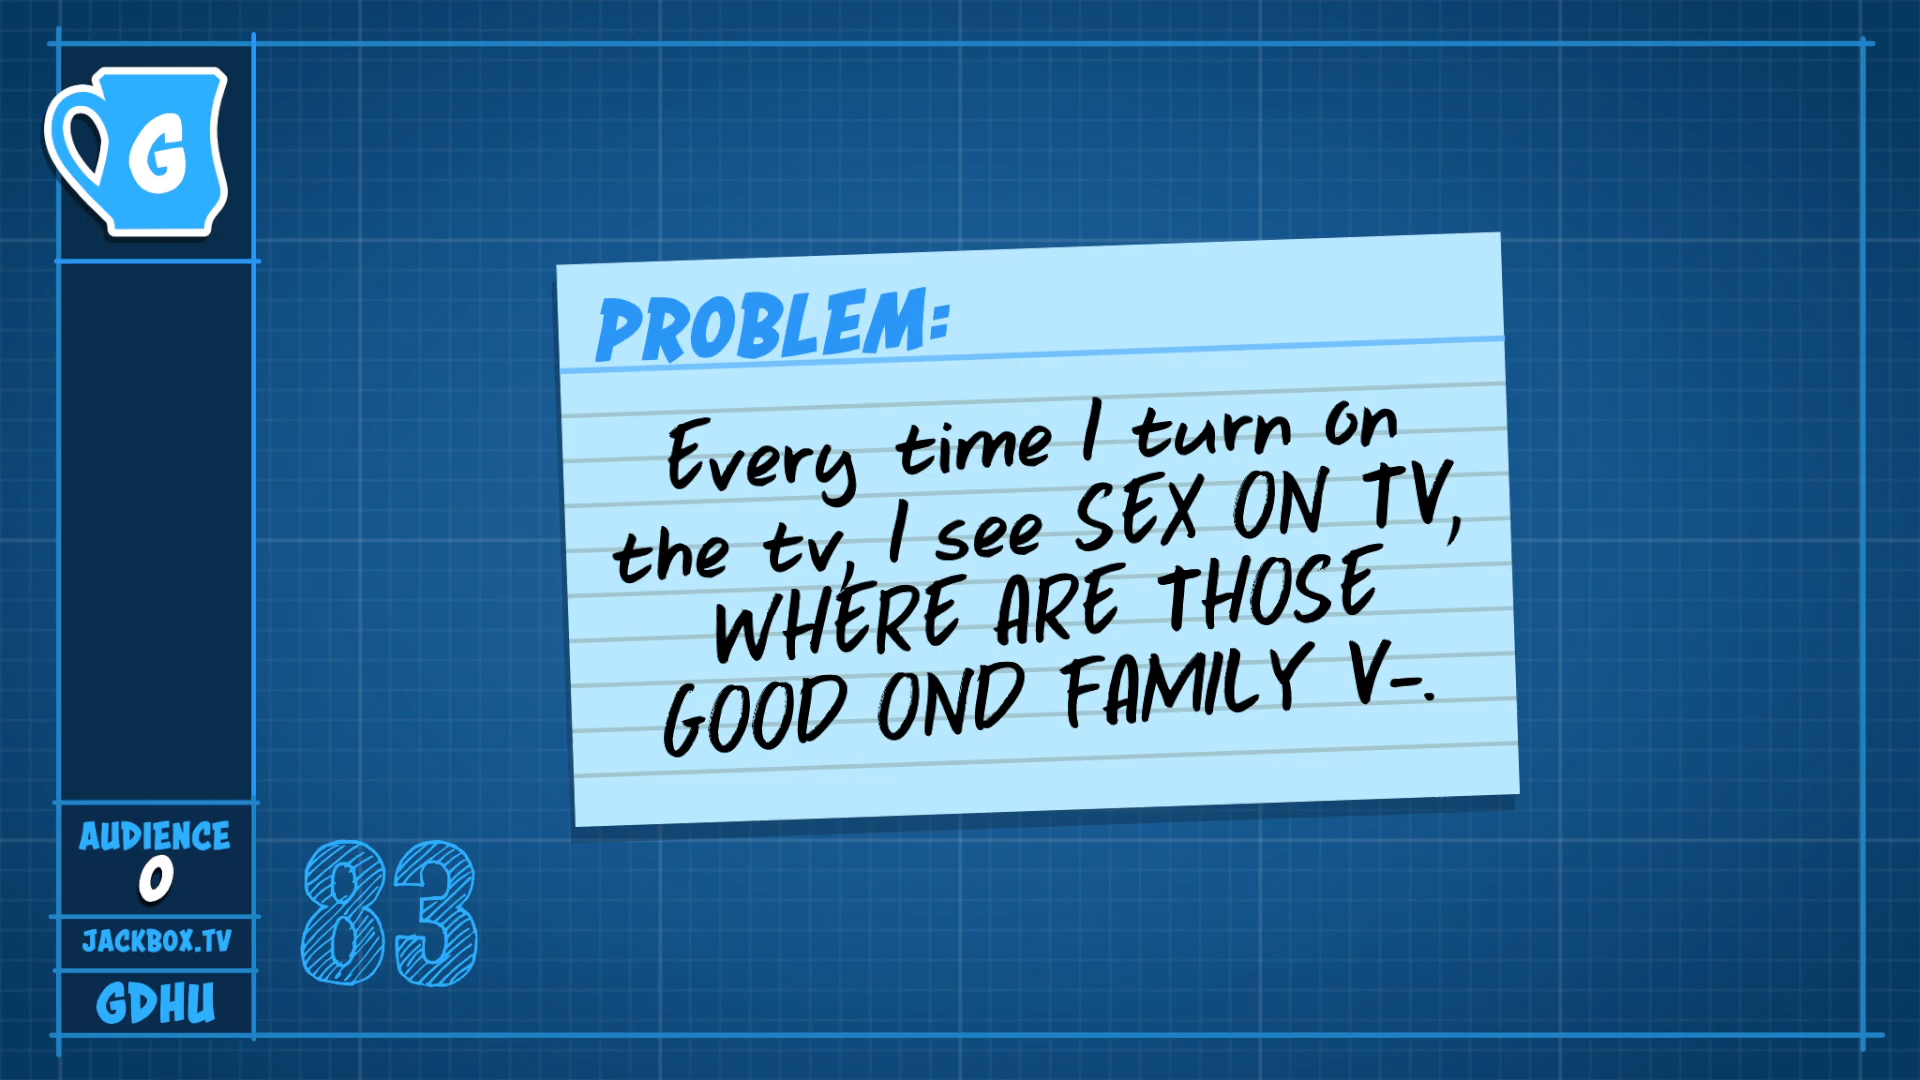 G
PROBLEM:
Every time I turn on
the tv, I see SEX ON TV,
WHERE ARE THOSE
GOOD OND FAMILY V-.
AUDIENCE
0
JACKBOX.TV
GDHU
83